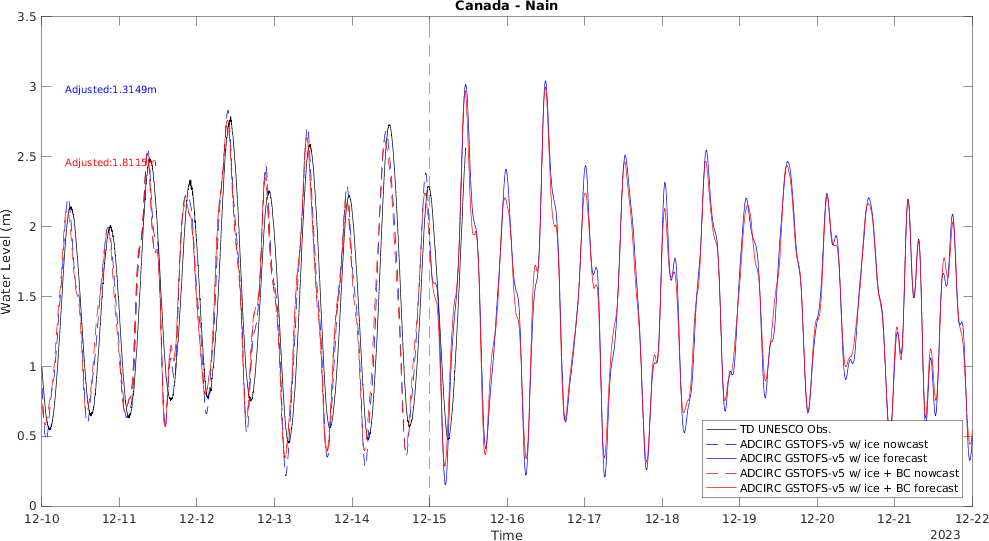 Canada - Nain
3.5
3
2.5
2
1.5
1
0.5
0
Water Level (m)
Adjusted:1.3149m
Adjusted:1.8115m
TD UNESCO Obs.
ADCIRC GSTOFS-v5 w/ ice nowcast
ADCIRC GSTOFS-v5 w/ ice forecast
ADCIRC GSTOFS-v5 w/ ice + BC nowcast
ADCIRC GSTOFS-v5 w/ ice + BC forecast
12-10 12-11 12-12 12-13 12-14 12-15 12-16 12-17 12-18 12-19 12-20 12-21 12-22
Time
2023